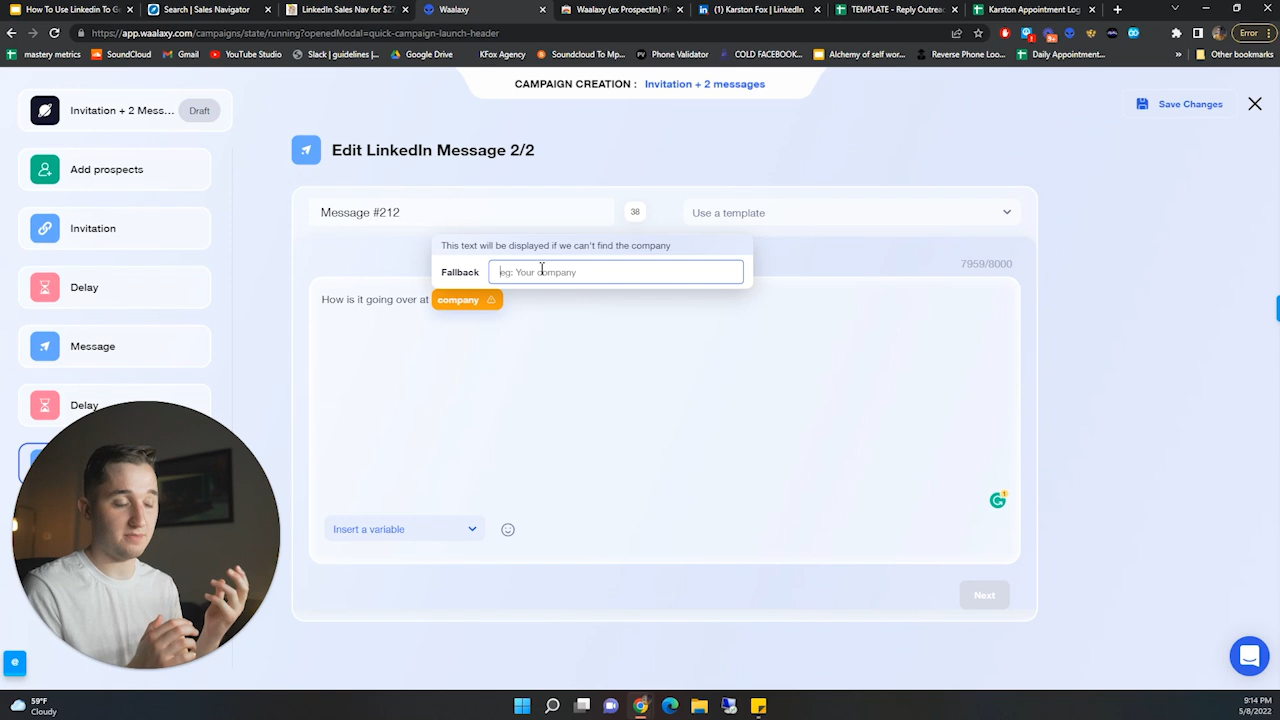 How To Use LinkedIn To G
Search | Sales Navigator
LinkedIn Sales Nav for $27
Waalaxy
Waalaxy (ex ProspectIn) Pr
(1) Karston Fox | LinkedIn
TEMPLATE - Reply Outreac
Karston Appointment Log
https://app.waalaxy.com/campaigns/state/running?openedModal=quick-campaign-launch-header
Error
mastery metrics
SoundCloud
Gmail
YouTube Studio
Slack | guidelines |...
Google Drive
KFox Agency
Soundcloud To Mp...
Phone Validator
COLD FACEBOOK...
Alchemy of self wor...
Reverse Phone Loo...
Daily Appointment...
Other bookmarks
CAMPAIGN CREATION : Invitation + 2 messages
Invitation + 2 Mess...
Draft
Save Changes
Edit LinkedIn Message 2/2
Add prospects
Message #212
38
Use a template
Invitation
This text will be displayed if we can't find the company
7959/8000
Fallback
eg: Your company
Delay
How is it going over at company
Message
Delay
Insert a variable
Next
59°F
Cloudy
9:14 PM
5/8/2022